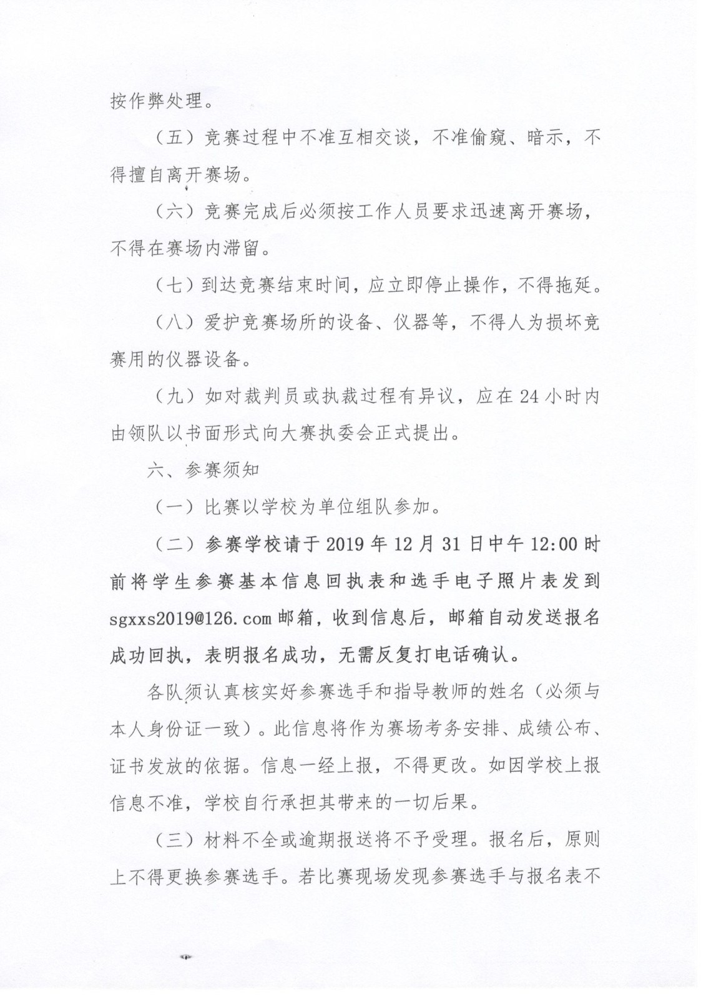 按作弊处理。
（五）竞赛过程中不准互相交谈，不准偷窥、暗示，不
得擅自离开赛场。
（六）竞赛完成后必须按工作人员要求迅速离开赛场，
不得在赛场内滞留。
（七）到达竞赛结束时间，应立即停止操作，不得拖延。
（八）爱护竞赛场所的设备、仪器等，不得人为损坏竞
赛用的仪器设备。
（九）如对裁判员或执裁过程有异议，应在 24 小时内
由领队以书面形式向大赛执委会正式提出。
六、参赛须知
（一）比赛以学校为单位组队参加。
（二）参赛学校请于 2019 年 12 月 31 日中午 12:00 时
前将学生参赛基本信息回执表和选手电子照片表发到
sgxxs2019@126.com 邮箱，收到信息后，邮箱自动发送报名
成功回执，表明报名成功，无需反复打电话确认。
各队须认真核实好参赛选手和指导教师的姓名（必须与
本人身份证一致）。此信息将作为赛场考务安排、成绩公布、
证书发放的依据。信息一经上报，不得更改。如因学校上报
信息不准，学校自行承担其带来的一切后果。
（三）材料不全或逾期报送将不予受理。报名后，原则
上不得更换参赛选手。若比赛现场发现参赛选手与报名表不